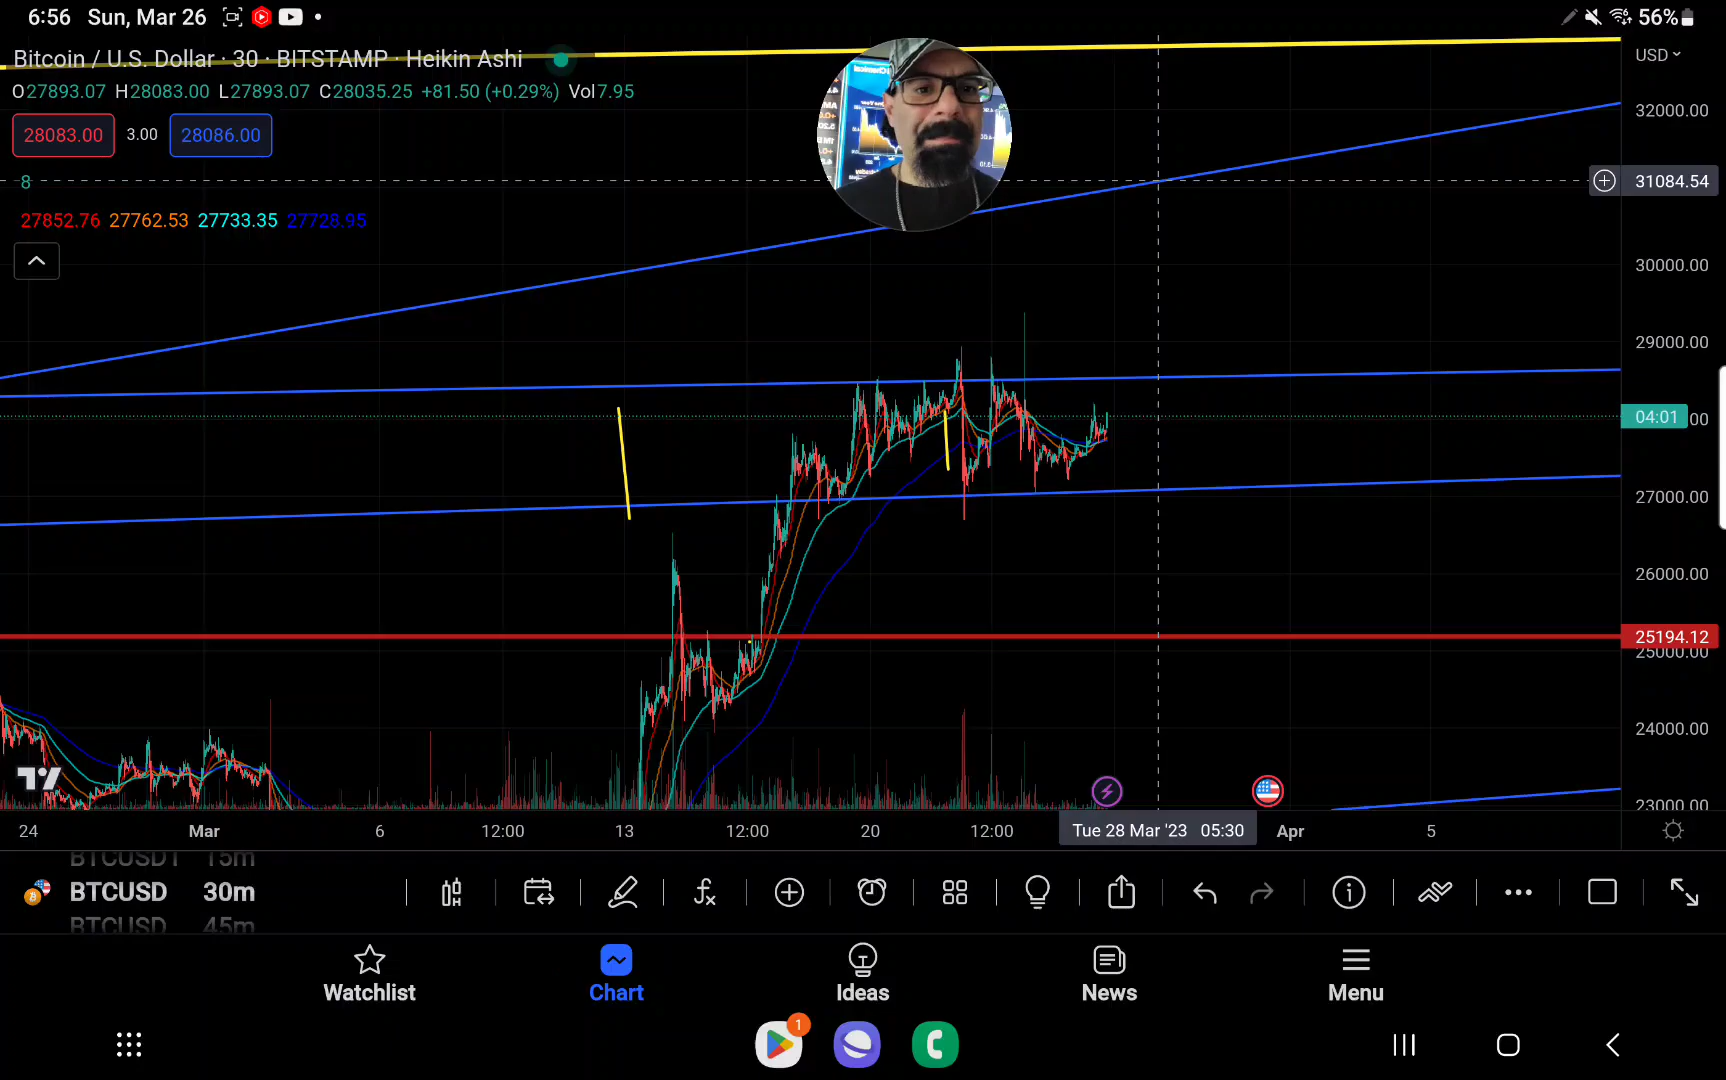 6:56 Sun, Mar 26 56%
Bitcoin / U.S. Dollar · 30 · BITSTAMP · Heikin Ashi
USD
O27893.07 H28083.00 L27893.07 C28035.25 +81.50 (+0.29%) Vol7.95
32000.00
28083.00 3.00 28086.00
8
31084.54
27852.76 27762.53 27733.35 27728.95
30000.00
29000.00
04:01 00
27000.00
26000.00
25194.12
25000.00
24000.00
23000.00
24 Mar 6 12:00 13 12:00 20 12:00 Tue 28 Mar '23 05:30 Apr 5
BTCUSDT 15m
BTCUSD 30m
BTCUSD 45m
Watchlist Chart Ideas News Menu
1